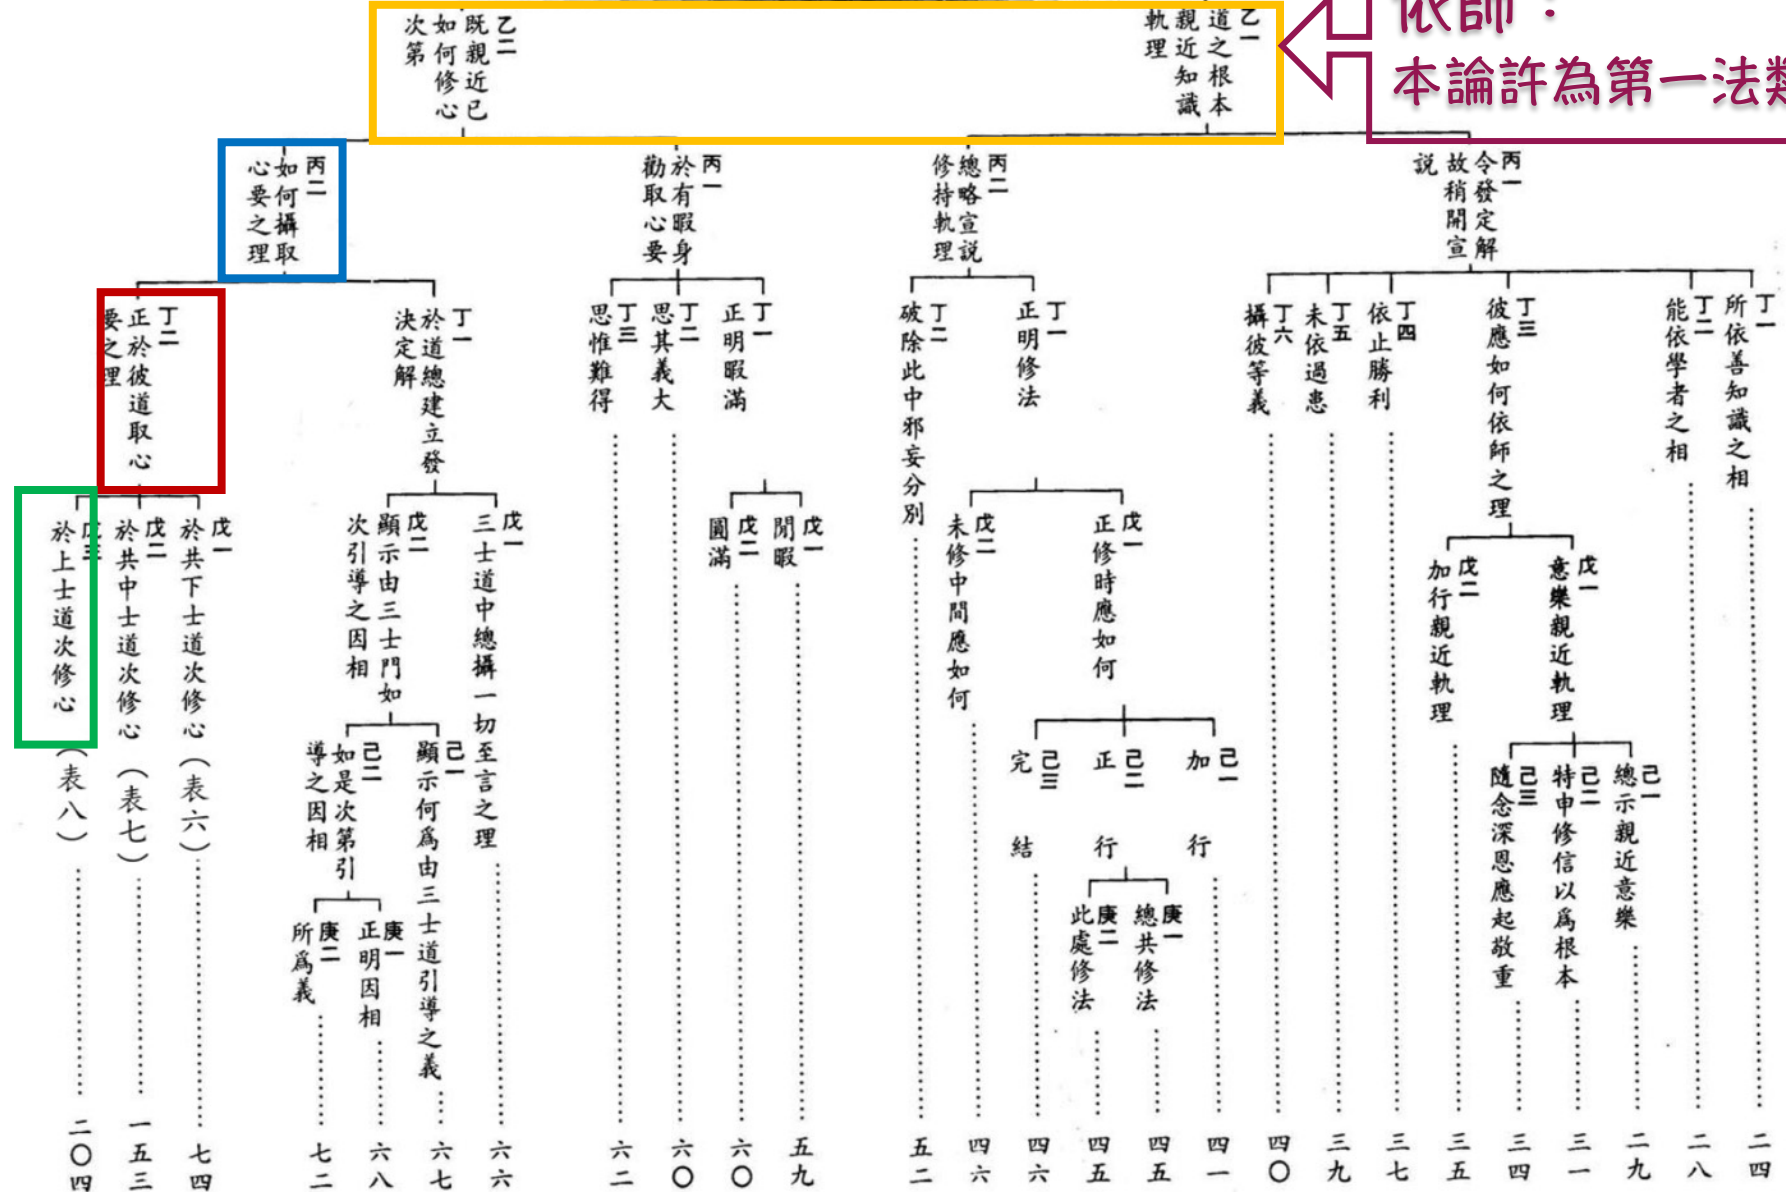 依師：
本論許為第一法類
乙一
道之根本
親近知識
軌理
乙二
既親近已
如何修心
次第
丙一
令發定解
故稍開宣
説
丙二
總略宣説
修持軌理
丙一
於有暇身
勸取心要
丙二
如何攝取
心要之理
丁一
所依善知識之相
丁二
能依學者之相
丁三
彼應如何依師之理
丁四
依止勝利
丁五
未依過患
丁六
攝彼等義
丁一
正明修法
丁二
破除此中邪妄分別
丁一
正明暇滿
丁二
思其義大
丁三
思惟難得
丁一
於道總建立發
決定解
丁二
正於彼道取心
要之理
戊一
意樂親近軌理
戊二
加行親近軌理
戊一
正修時應如何
戊二
未修中間應如何
戊一
閒暇
戊二
圓滿
戊一
三士道中總攝一切至言之理
戊二
顯示由三士門如
次引導之因相
戊一
於共下士道次修心（表六）
戊二
於共中士道次修心（表七）
戊三
於上士道次修心（表八）
己一
總示親近意樂
己二
特申修信以爲根本
己三
隨念深恩應起敬重
己一
加行
己二
正行
己三
完結
己一
顯示何爲由三士道引導之義
己二
如是次第引
導之因相
庚一
總共修法
庚二
此處修法
庚一
正明因相
庚二
所爲義
二四
二八
二九
三一
三四
三五
三七
三九
四〇
四一
四五
四五
四六
四六
五二
五九
六〇
六〇
六二
六六
六七
六八
七二
七四
一五三
二〇四